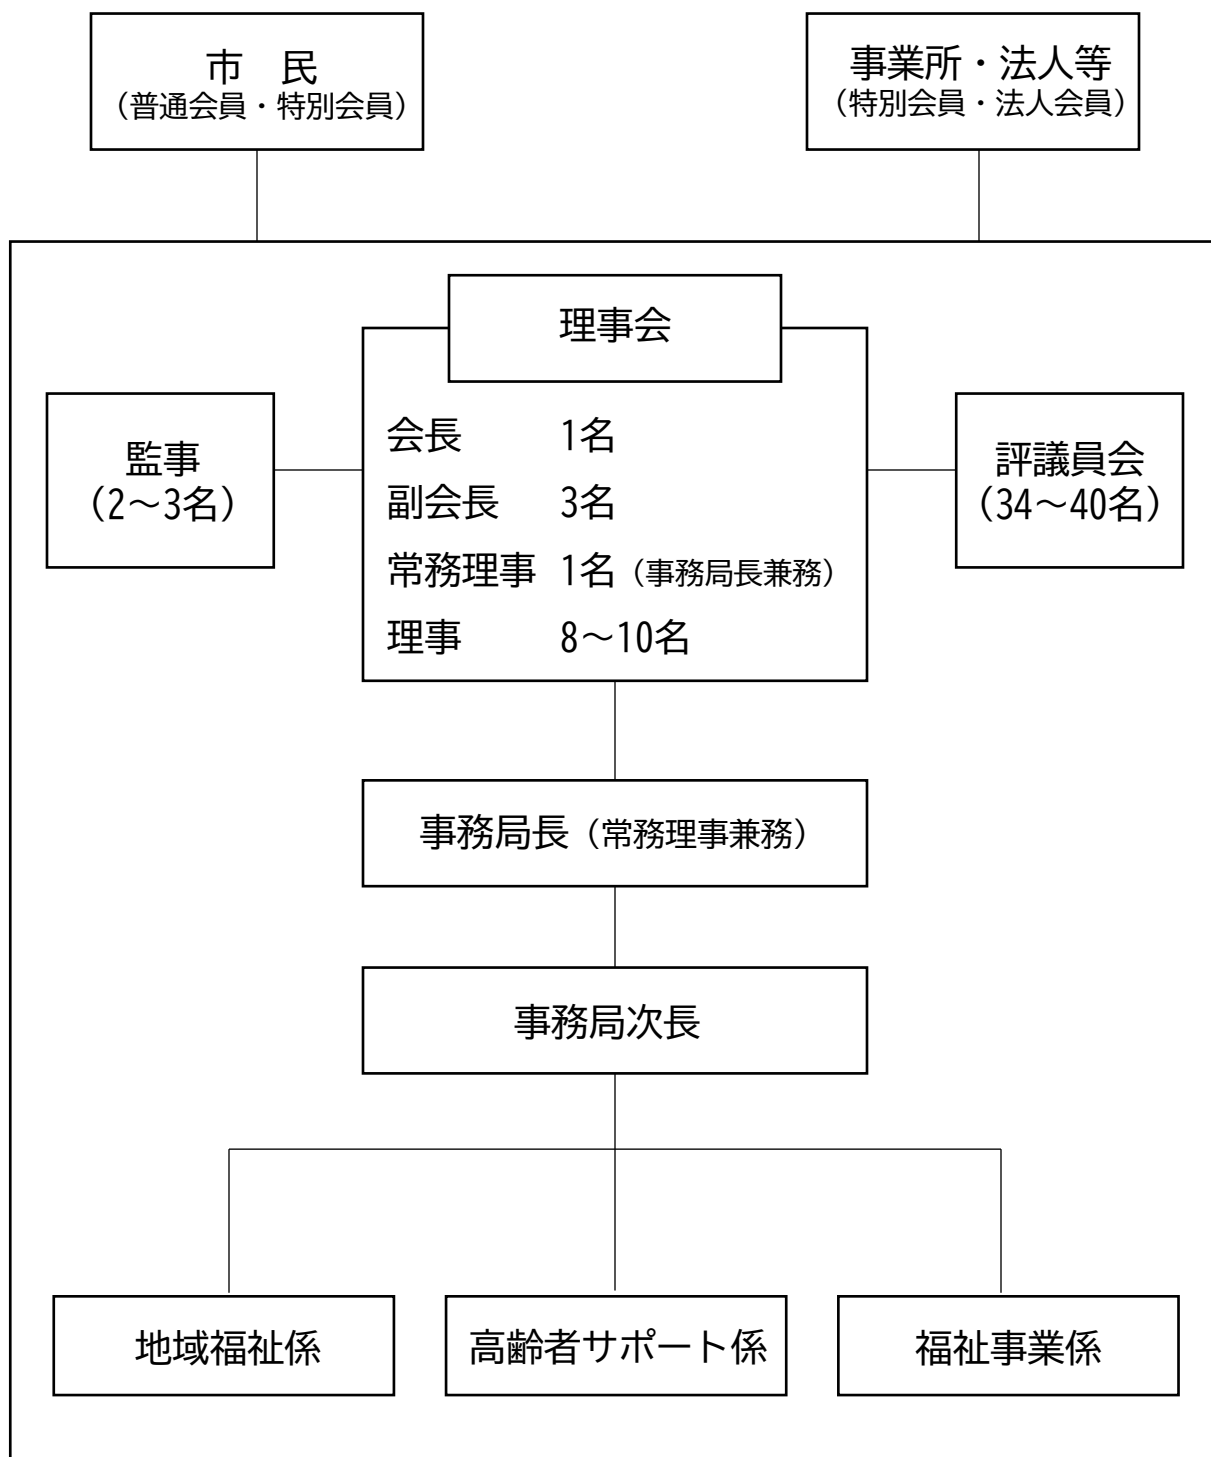 市　民
（普通会員・特別会員）
事業所・法人等
（特別会員・法人会員）
理事会
会長　1名
副会長　3名
常務理事　1名（事務局長兼務）
理事　8～10名
監事
（2～3名）
評議員会
（34～40名）
事務局長（常務理事兼務）
事務局次長
地域福祉係
高齢者サポート係
福祉事業係